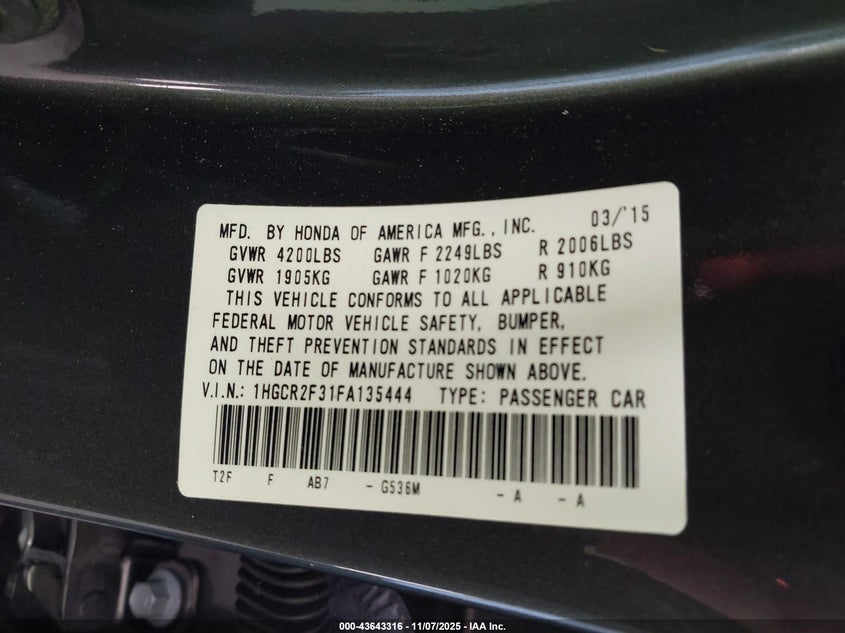 MFD. BY HONDA OF AMERICA MFG., INC. 03/'15
GVWR 4200LBS GAWR F 2249LBS R 2006LBS
GVWR 1905KG GAWR F 1020KG R 910KG
THIS VEHICLE CONFORMS TO ALL APPLICABLE
FEDERAL MOTOR VEHICLE SAFETY, BUMPER,
AND THEFT PREVENTION STANDARDS IN EFFECT
ON THE DATE OF MANUFACTURE SHOWN ABOVE.
V.I.N.: 1HGCR2F31FA135444 TYPE: PASSENGER CAR
T2F F AB7 - G536M - A - A
000-43643316 - 11/07/2025 - IAA Inc.